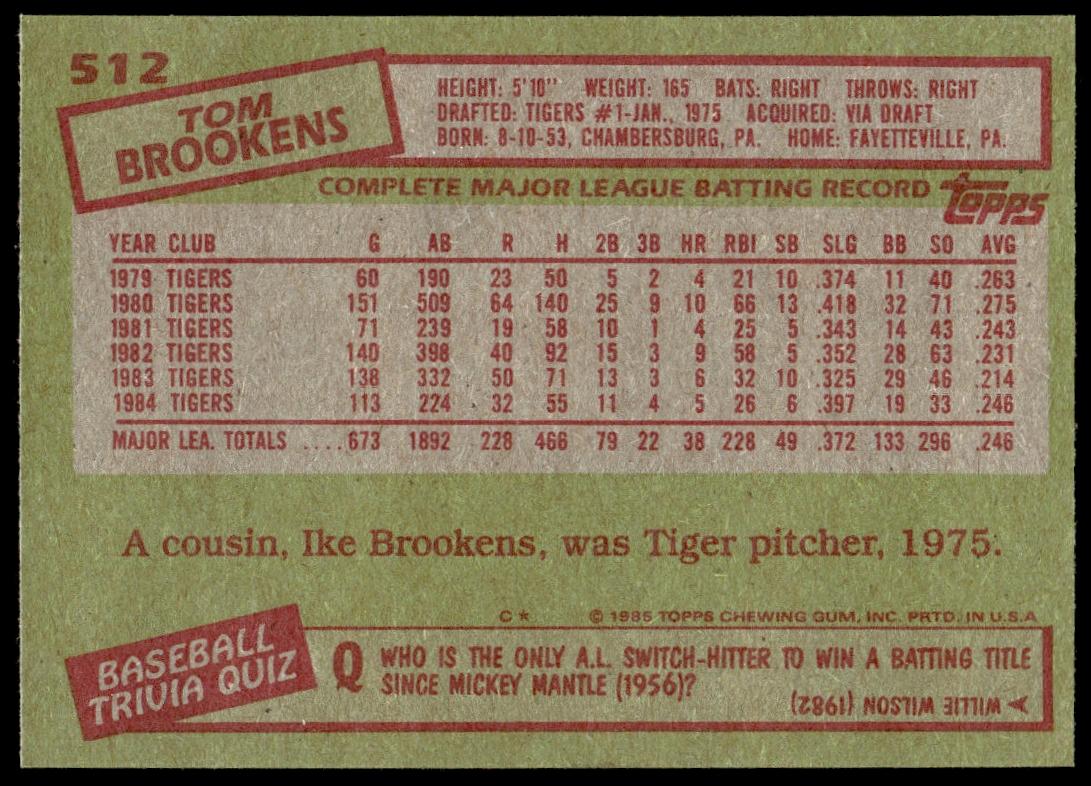 512
TOM
BROOKENS
HEIGHT: 5'10" WEIGHT: 165 BATS: RIGHT THROWS: RIGHT
DRAFTED: TIGERS #1-JAN., 1975 ACQUIRED: VIA DRAFT
BORN: 8-10-53, CHAMBERSBURG, PA. HOME: FAYETTEVILLE, PA.
COMPLETE MAJOR LEAGUE BATTING RECORD topps
YEAR CLUB G AB R H 2B 3B HR RBI SB SLG BB SO AVG
1979 TIGERS 60 190 23 50 5 2 4 21 10 .374 11 40 .263
1980 TIGERS 151 509 64 140 25 9 10 66 13 .418 32 71 .275
1981 TIGERS 71 239 19 58 10 1 4 25 5 .343 14 43 .243
1982 TIGERS 140 398 40 92 15 3 9 58 5 .352 28 63 .231
1983 TIGERS 138 332 50 71 13 3 6 32 10 .325 29 46 .214
1984 TIGERS 113 224 32 55 11 4 5 26 6 .397 19 33 .246
MAJOR LEA. TOTALS ....673 1892 228 466 79 22 38 228 49 .372 133 296 .246
A cousin, Ike Brookens, was Tiger pitcher, 1975.
C* © 1985 TOPPS CHEWING GUM, INC. PRTD. IN U.S.A
BASEBALL
TRIVIA QUIZ
Q WHO IS THE ONLY A.L. SWITCH-HITTER TO WIN A BATTING TITLE
SINCE MICKEY MANTLE (1956)?
WILLIE WILSON (1982)